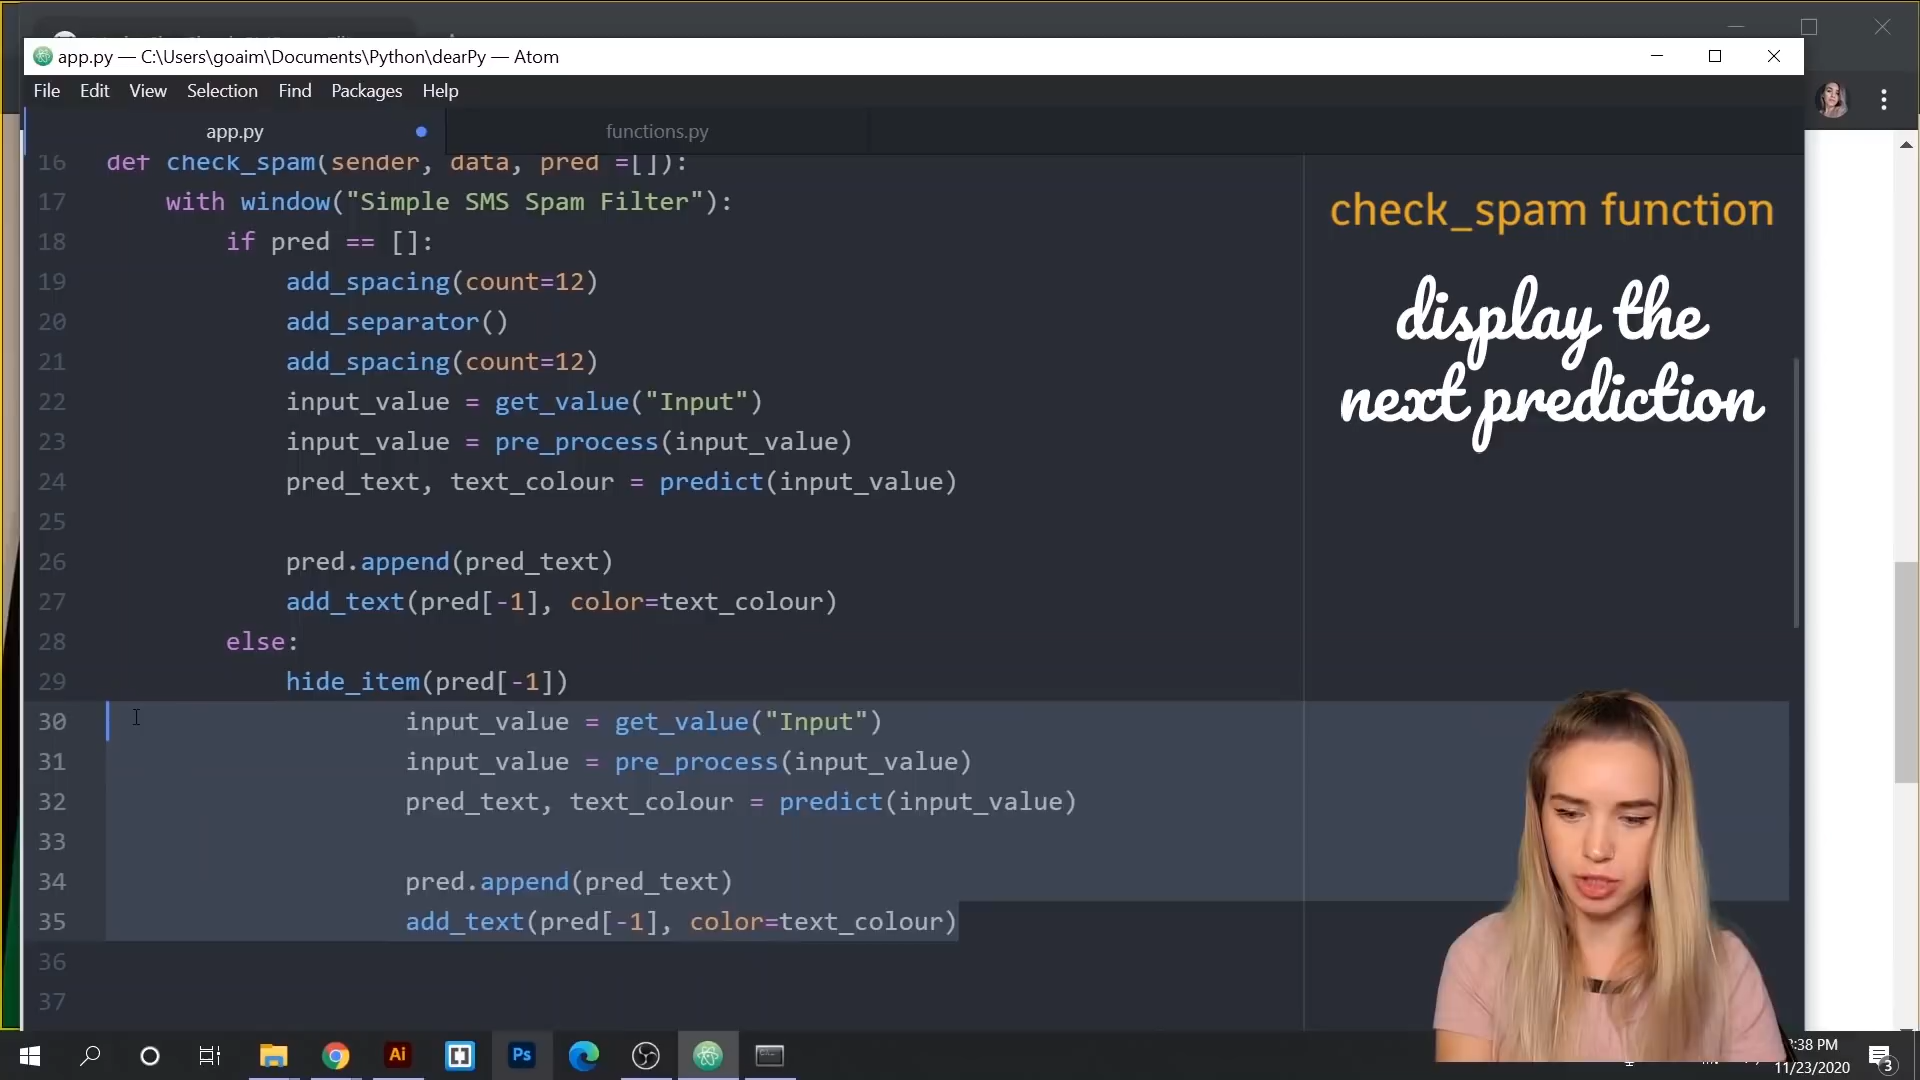 app.py — C:\Users\goaim\Documents\Python\dearPy — Atom
File Edit View Selection Find Packages Help
app.py functions.py
16 def check_spam(sender, data, pred =[]):
17 with window("Simple SMS Spam Filter"):
18 if pred == []:
19 add_spacing(count=12)
20 add_separator()
21 add_spacing(count=12)
22 input_value = get_value("Input")
23 input_value = pre_process(input_value)
24 pred_text, text_colour = predict(input_value)
25
26 pred.append(pred_text)
27 add_text(pred[-1], color=text_colour)
28 else:
29 hide_item(pred[-1])
30 input_value = get_value("Input")
31 input_value = pre_process(input_value)
32 pred_text, text_colour = predict(input_value)
33
34 pred.append(pred_text)
35 add_text(pred[-1], color=text_colour)
36
37
check_spam function
display the
next prediction
Ai
Ps
:38 PM
11/23/2020
3